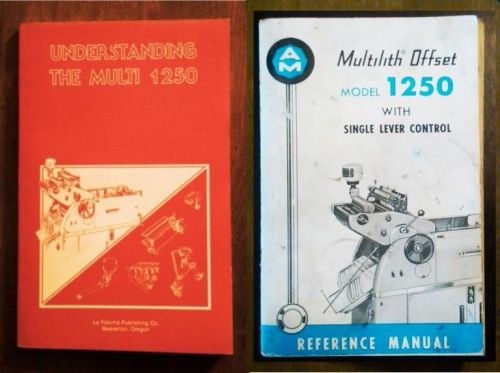 UNDERSTANDING
THE MULTI 1250
La Paloma Publishing Co.
Beaverton, Oregon
AM
Multilith® Offset
MODEL 1250
WITH
SINGLE LEVER CONTROL
REFERENCE MANUAL